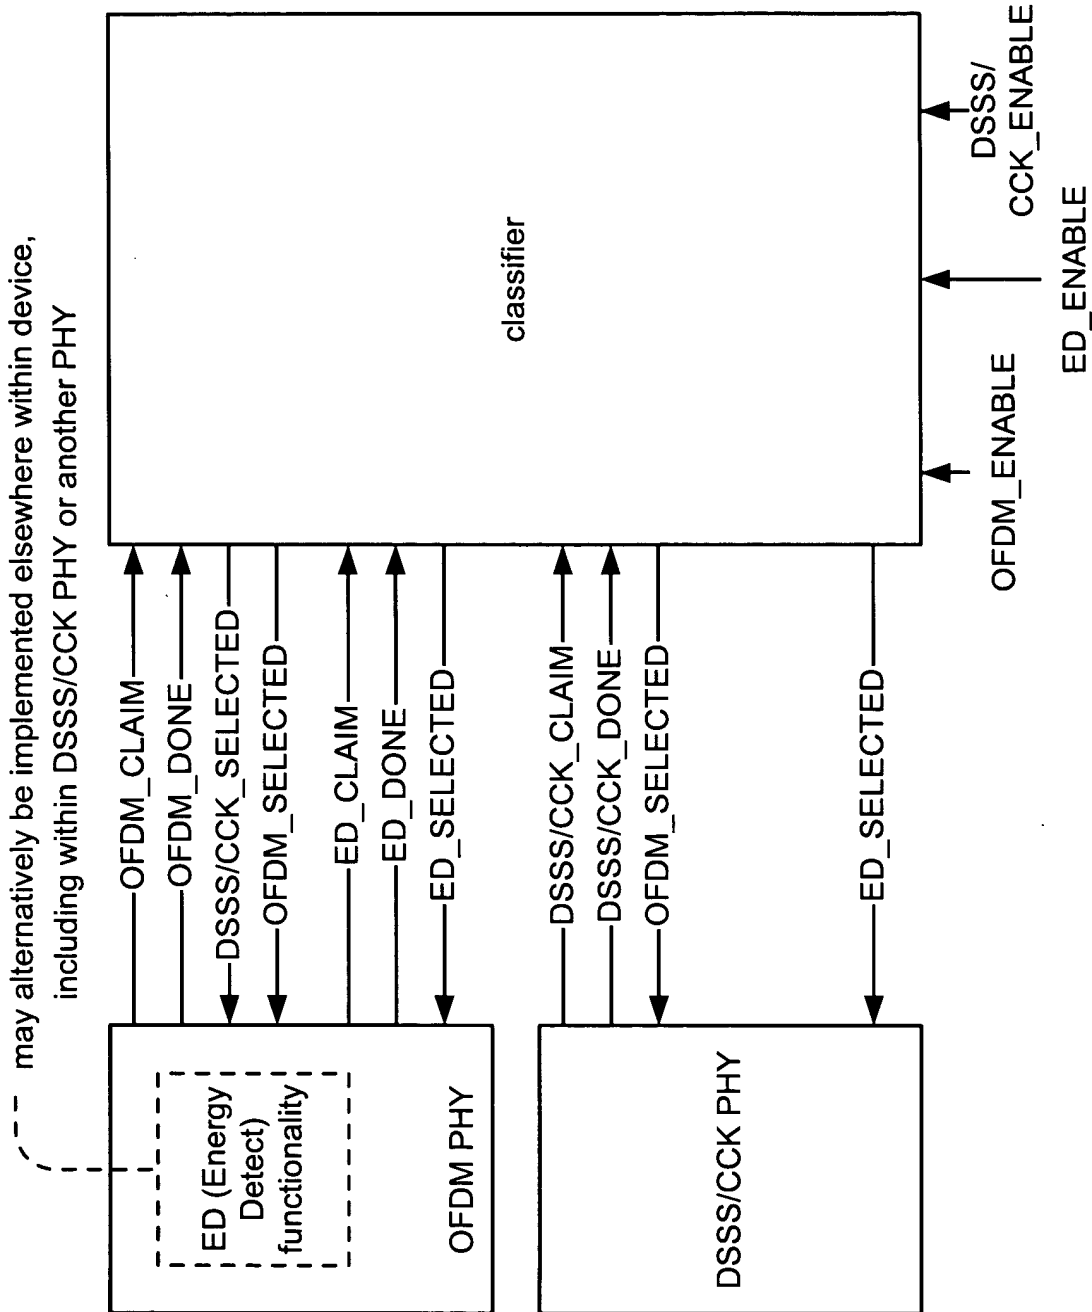 may alternatively be implemented elsewhere within device,
including within DSSS/CCK PHY or another PHY
ED (Energy
Detect)
functionality
OFDM PHY
OFDM_CLAIM
OFDM_DONE
DSSS/CCK_SELECTED
OFDM_SELECTED
ED_CLAIM
ED_DONE
ED_SELECTED
DSSS/CCK PHY
DSSS/CCK_CLAIM
DSSS/CCK_DONE
OFDM_SELECTED
ED_SELECTED
classifier
OFDM_ENABLE
ED_ENABLE
DSSS/
CCK_ENABLE